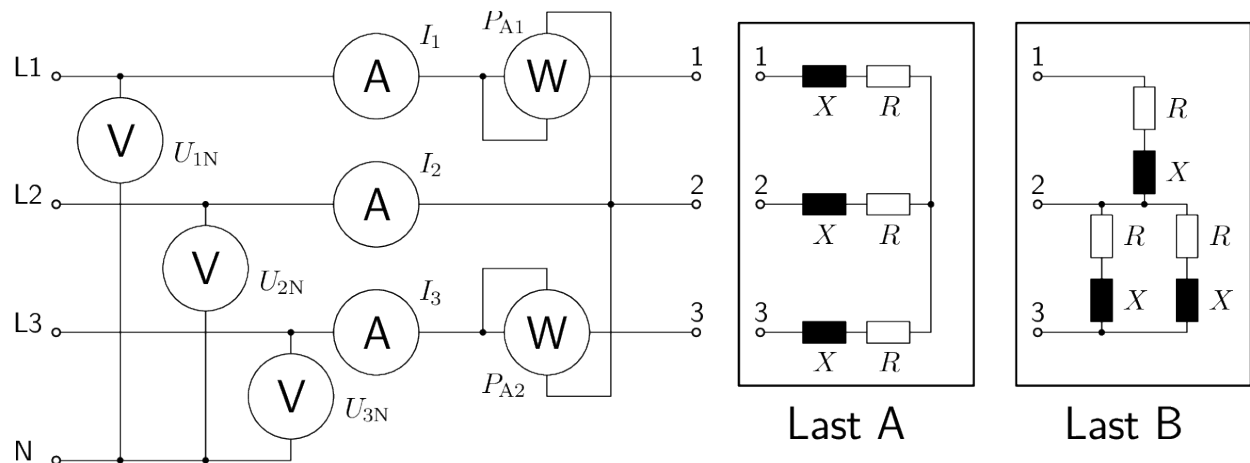 L1
A
I1
PA1
W
1
V
U1N
L2
A
I2
2
V
U2N
L3
A
I3
W
PA2
3
V
U3N
N
1
X
R
2
X
R
3
X
R
Last A
1
R
X
2
R
R
X
X
3
Last B